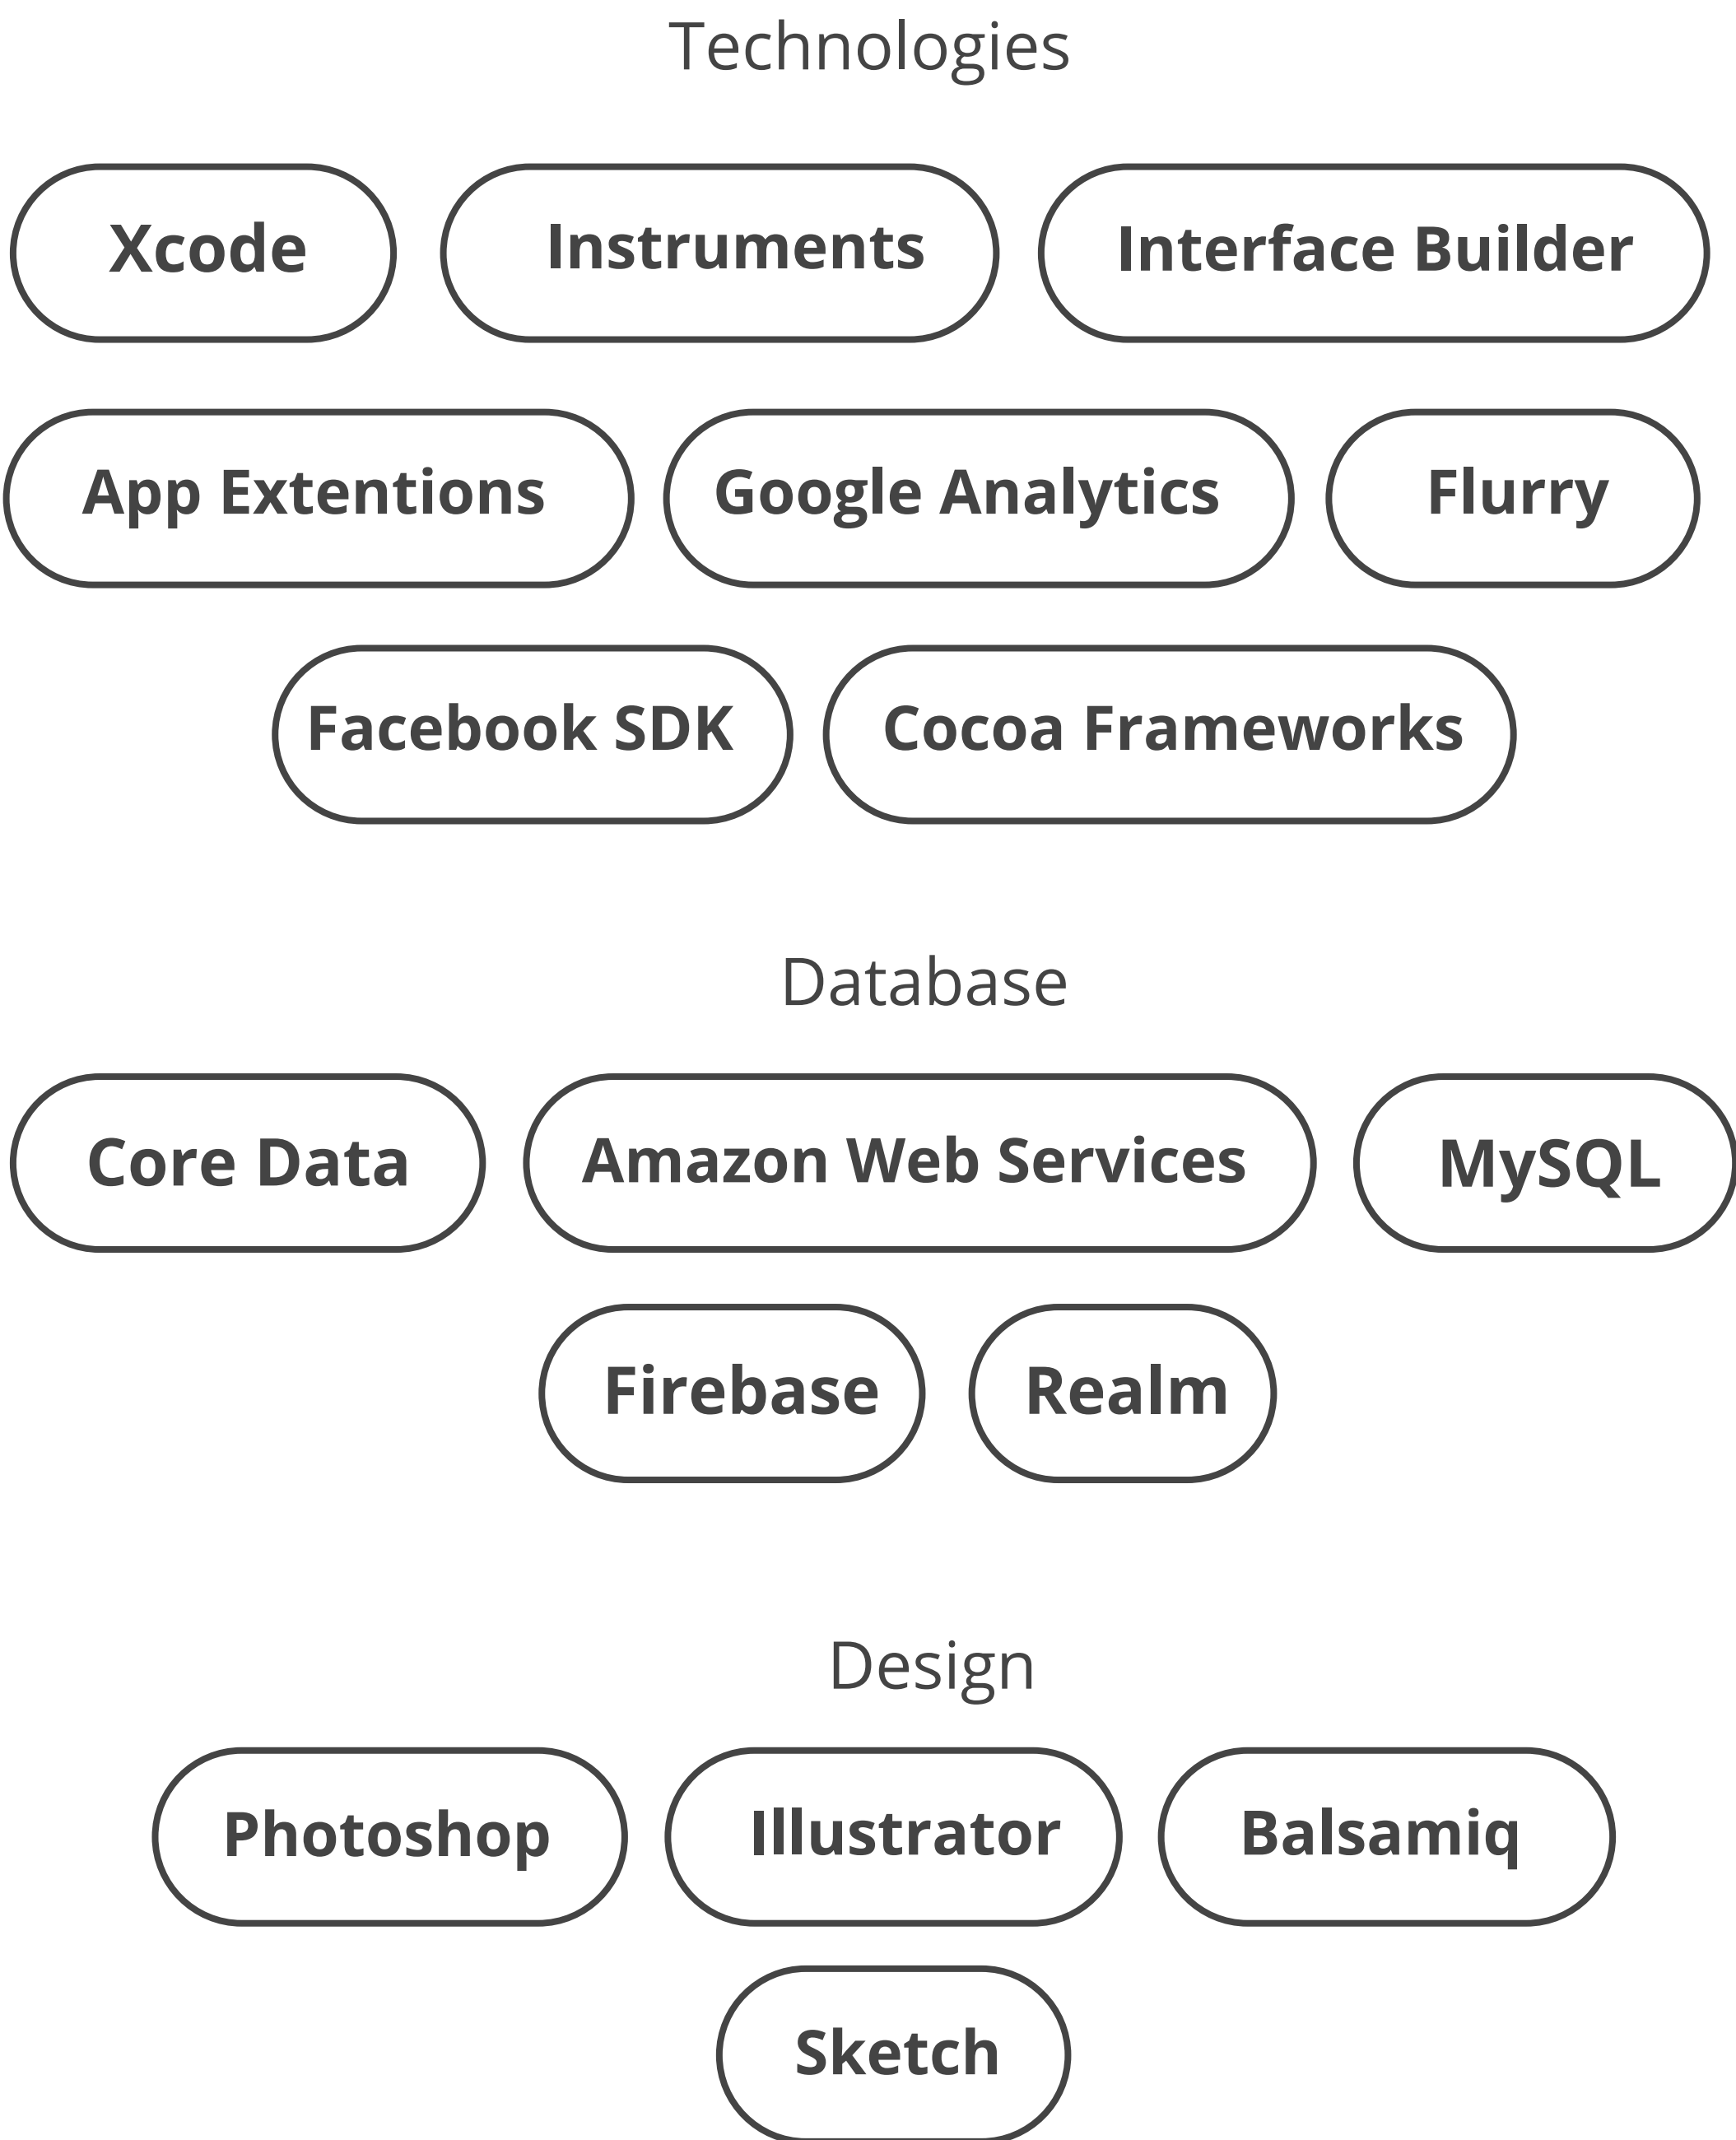 Technologies
Xcode Instruments Interface Builder
App Extentions Google Analytics Flurry
Facebook SDK Cocoa Frameworks
Database
Core Data Amazon Web Services MySQL
Firebase Realm
Design
Photoshop Illustrator Balsamiq
Sketch